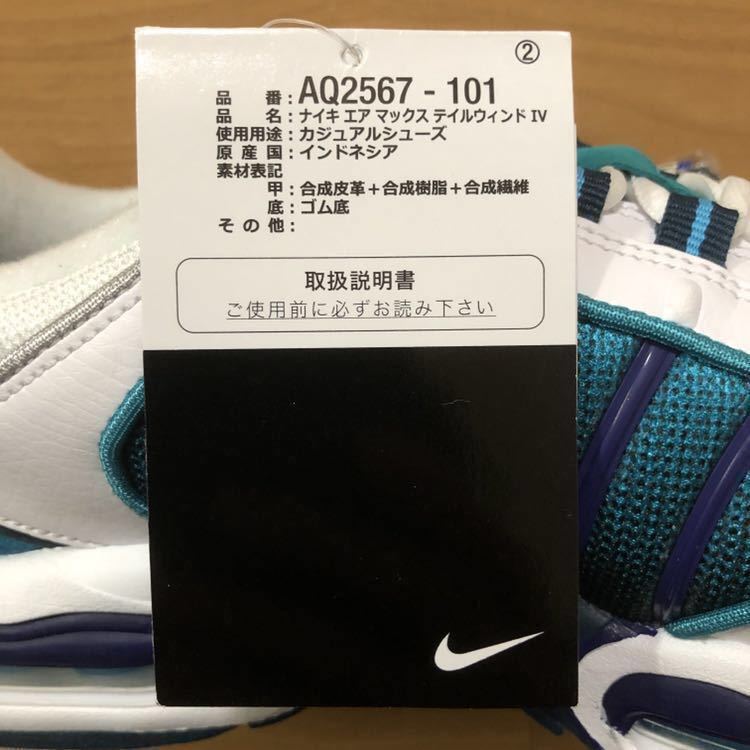 ②
品番：AQ2567 - 101
品名：ナイキ エア マックス テイルウィンド IV
使用用途：カジュアルシューズ
原産国：インドネシア
素材表記
甲：合成皮革＋合成樹脂＋合成繊維
底：ゴム底
その他：
取扱説明書
ご使用前に必ずお読み下さい